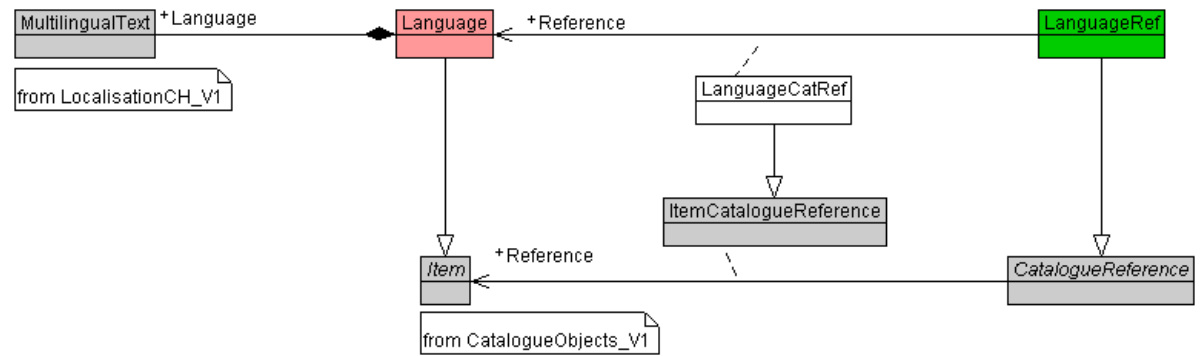 MultilingualText
+Language
Language
+Reference
LanguageRef
from LocalisationCH_V1
LanguageCatRef
ItemCatalogueReference
Item
+Reference
CatalogueReference
from CatalogueObjects_V1